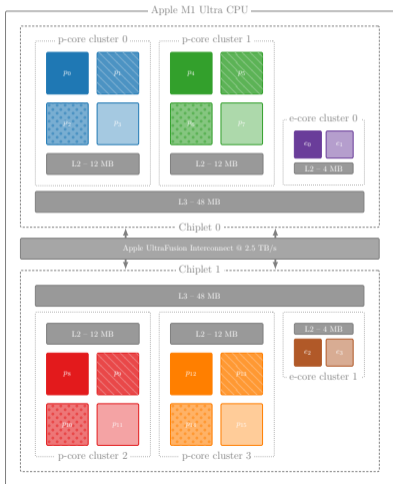 Apple M1 Ultra CPU
p-core cluster 0
p-core cluster 1
p0
p1
p4
p5
p2
p3
p6
p7
e-core cluster 0
e0
e1
L2 – 12 MB
L2 – 12 MB
L2 – 4 MB
L3 – 48 MB
Chiplet 0
Apple UltraFusion Interconnect @ 2.5 TB/s
Chiplet 1
L3 – 48 MB
L2 – 12 MB
L2 – 12 MB
L2 – 4 MB
p8
p9
p12
p13
e2
e3
e-core cluster 1
p10
p11
p14
p15
p-core cluster 2
p-core cluster 3